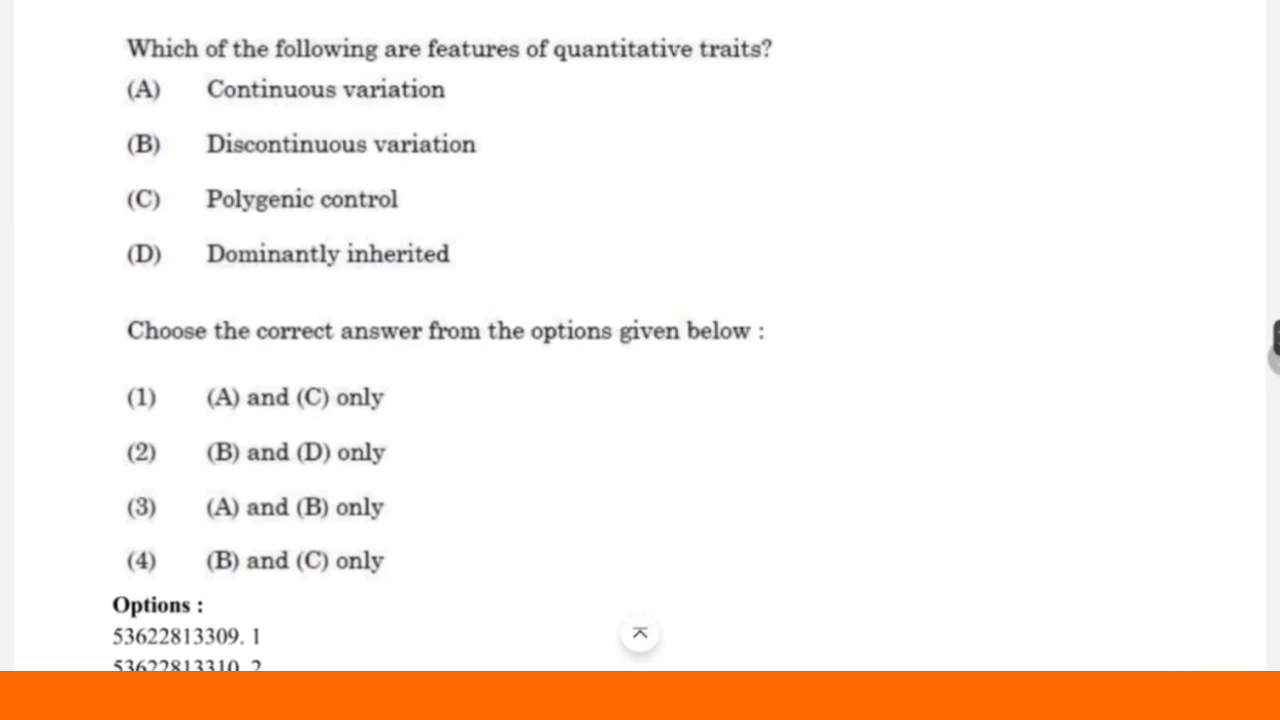 Which of the following are features of quantitative traits?
(A) Continuous variation
(B) Discontinuous variation
(C) Polygenic control
(D) Dominantly inherited
Choose the correct answer from the options given below :
(1) (A) and (C) only
(2) (B) and (D) only
(3) (A) and (B) only
(4) (B) and (C) only
Options :
53622813309. 1
53622813310. 2